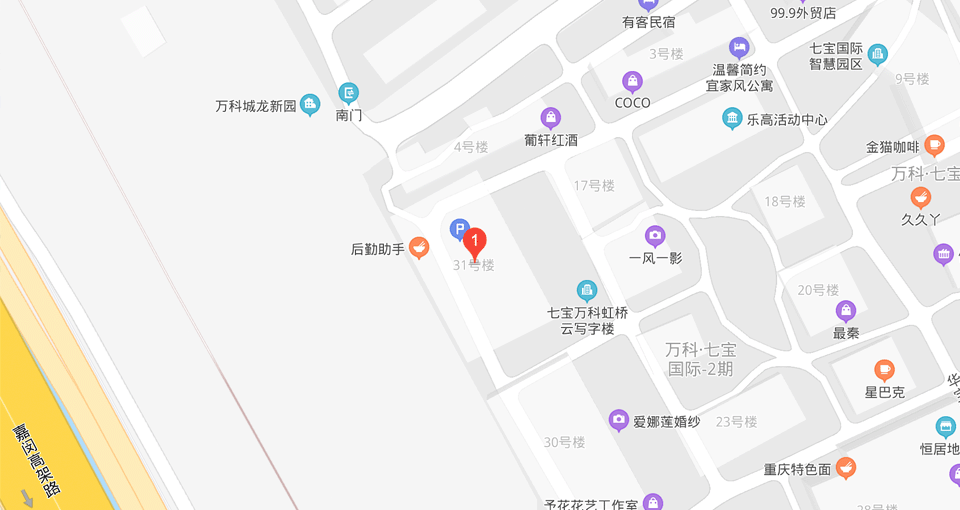 99.9外贸店
有客民宿
3号楼
七宝国际
智慧园区
温馨简约
宜家风公寓
9号楼
万科城龙新园
南门
COCO
乐高活动中心
葡轩红酒
4号楼
金猫咖啡
万科·七宝
17号楼
18号楼
久久丫
P
1
后勤助手
31号楼
一风一影
20号楼
七宝万科虹桥
云写字楼
最秦
万科·七宝
国际-2期
星巴克
爱娜莲婚纱
23号楼
嘉闵高架路
30号楼
恒居地
重庆特色面
予花花艺工作室
28号楼